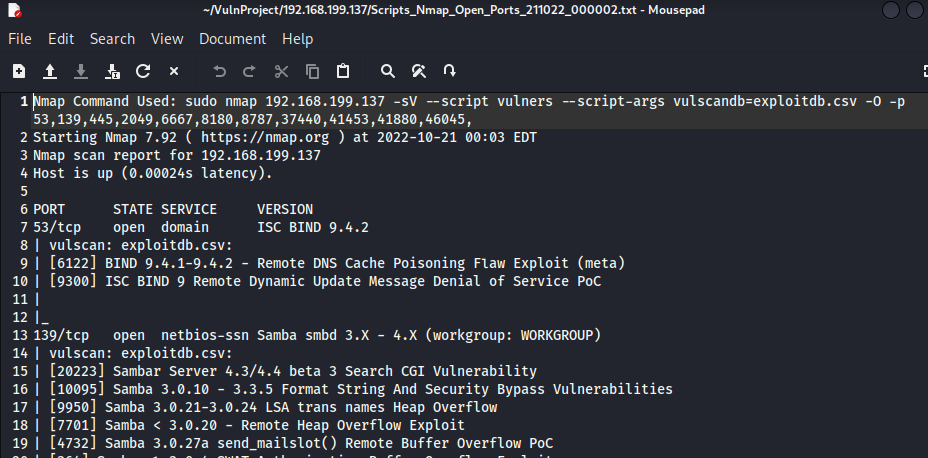 ~/VulnProject/192.168.199.137/Scripts_Nmap_Open_Ports_211022_000002.txt - Mousepad
File Edit Search View Document Help
1 Nmap Command Used: sudo nmap 192.168.199.137 -sV --script vulners --script-args vulscandb=exploitdb.csv -O -p
53,139,445,2049,6667,8180,8787,37440,41453,41880,46045,
2 Starting Nmap 7.92 ( https://nmap.org ) at 2022-10-21 00:03 EDT
3 Nmap scan report for 192.168.199.137
4 Host is up (0.00024s latency).
5
6 PORT STATE SERVICE VERSION
7 53/tcp open domain ISC BIND 9.4.2
8 | vulscan: exploitdb.csv:
9 | [6122] BIND 9.4.1-9.4.2 - Remote DNS Cache Poisoning Flaw Exploit (meta)
10 | [9300] ISC BIND 9 Remote Dynamic Update Message Denial of Service PoC
11 |
12 |_
13 139/tcp open netbios-ssn Samba smbd 3.X - 4.X (workgroup: WORKGROUP)
14 | vulscan: exploitdb.csv:
15 | [20223] Sambar Server 4.3/4.4 beta 3 Search CGI Vulnerability
16 | [10095] Samba 3.0.10 - 3.3.5 Format String And Security Bypass Vulnerabilities
17 | [9950] Samba 3.0.21-3.0.24 LSA trans names Heap Overflow
18 | [7701] Samba < 3.0.20 - Remote Heap Overflow Exploit
19 | [4732] Samba 3.0.27a send_mailslot() Remote Buffer Overflow PoC